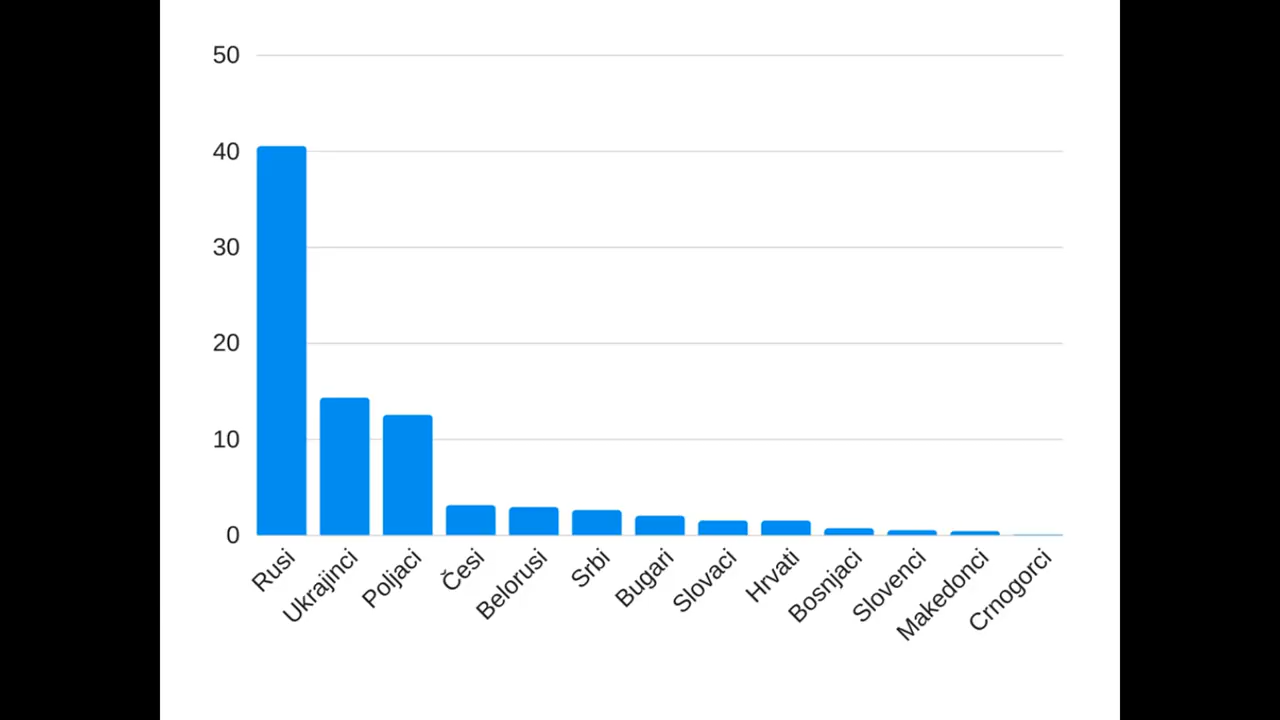 50
40
30
20
10
0
Rusi
Ukrajinci
Poljaci
Česi
Belorusi
Srbi
Bugari
Slovaci
Hrvati
Bosnjaci
Slovenci
Makedonci
Crnogorci